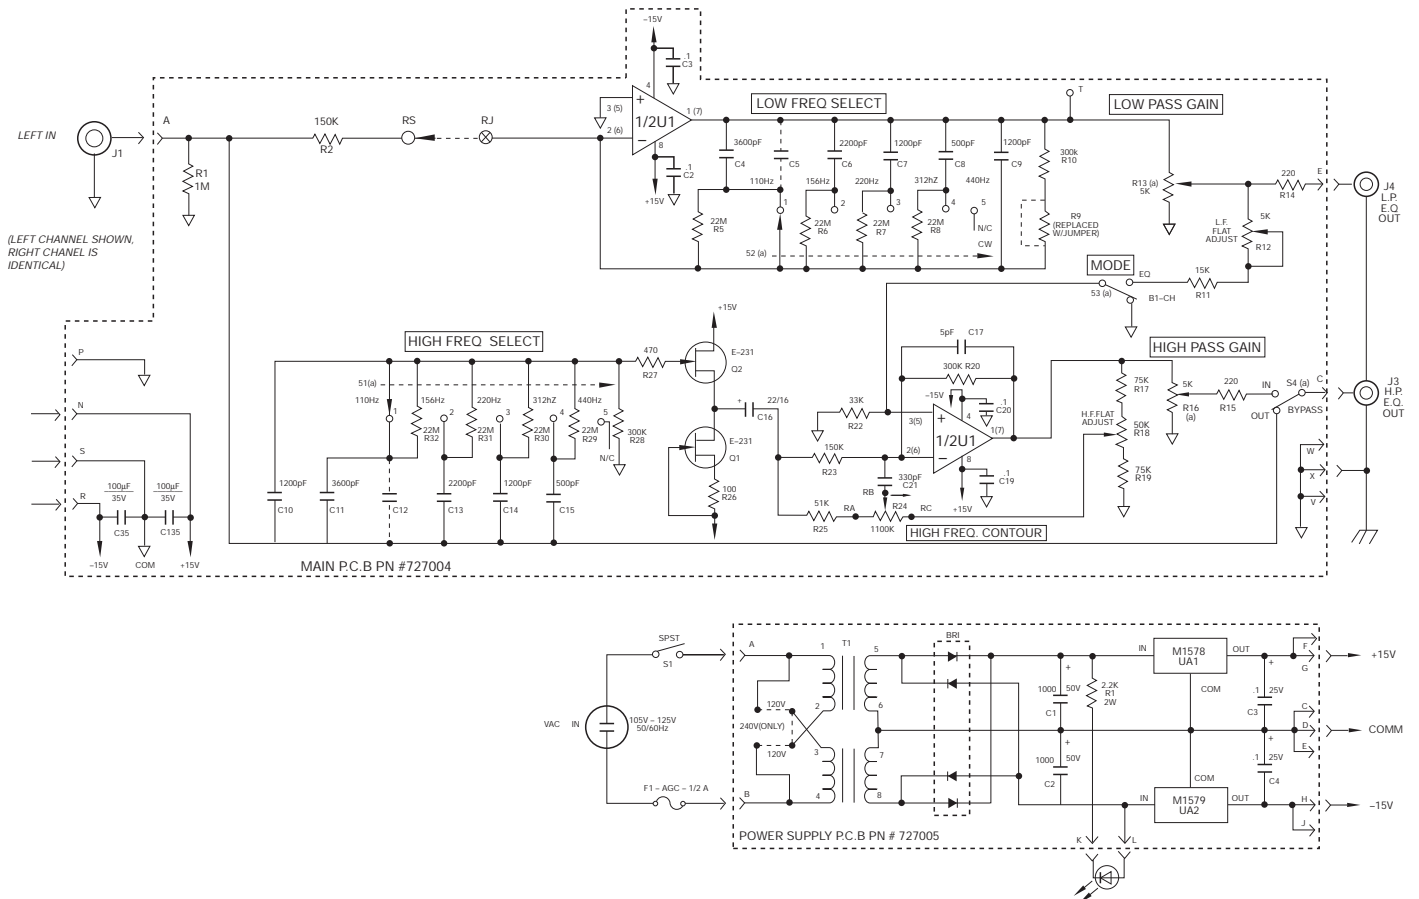 −15V
.1
C3
4
3 (5)
+
1/2U1
1 (7)
2 (6)
−
8
.1
C2
+15V
LOW FREQ SELECT
T
LOW PASS GAIN
LEFT IN
J1
A
150K
R2
RS
RJ
R1
1M
3600pF
C4
C5
2200pF
C6
1200pF
C7
500pF
C8
1200pF
C9
300k
R10
110Hz
156Hz
220Hz
312hZ
440Hz
1
2
3
4
5
22M
R5
22M
R6
22M
R7
22M
R8
N/C
CW
R9
(REPLACED
W/JUMPER)
52 (a)
R13 (a)
5K
220
R14
E
J4
L.P.
E.Q
OUT
5K
L.F.
FLAT
ADJUST
R12
(LEFT CHANNEL SHOWN,
RIGHT CHANEL IS
IDENTICAL)
MODE
EQ
53 (a)
B1–CH
15K
R11
P
N
S
R
100µF
35V
C35
100µF
35V
C135
−15V
COM
+15V
HIGH FREQ SELECT
51(a)
110Hz
156Hz
220Hz
312hZ
440Hz
1
2
3
4
5
22M
R32
22M
R31
22M
R30
22M
R29
N/C
300K
R28
470
R27
+15V
E–231
Q2
E–231
Q1
100
R26
+
22/16
C16
1200pF
C10
3600pF
C11
C12
2200pF
C13
1200pF
C14
500pF
C15
5pF
C17
300K R20
−15V
.1
C20
33K
R22
3(5)
+
4
1/2U1
1(7)
2(6)
−
8
150K
R23
330pF
C21
.1
C19
+15V
RB
51K
R25
RA
R24
1100K
RC
HIGH FREQ. CONTOUR
HIGH PASS GAIN
75K
R17
H.F.FLAT
ADJUST
50K
R18
75K
R19
5K
R16
(a)
220
R15
IN
S4 (a)
C
OUT
BYPASS
J3
H.P.
E.Q.
OUT
W
X
V
MAIN P.C.B PN #727004
SPST
S1
VAC IN
105V – 125V
50/60Hz
F1 – AGC – 1/2 A
A
B
120V
240V(ONLY)
120V
1
2
3
4
T1
5
6
7
8
BRI
+
1000
50V
C1
+
1000
50V
C2
2.2K
R1
2W
IN
M1578
UA1
OUT
COM
COM
IN
M1579
UA2
OUT
+
.1
25V
C3
+
.1
25V
C4
F
G
C
D
E
H
J
+15V
COMM
−15V
K
L
POWER SUPPLY P.C.B PN # 727005